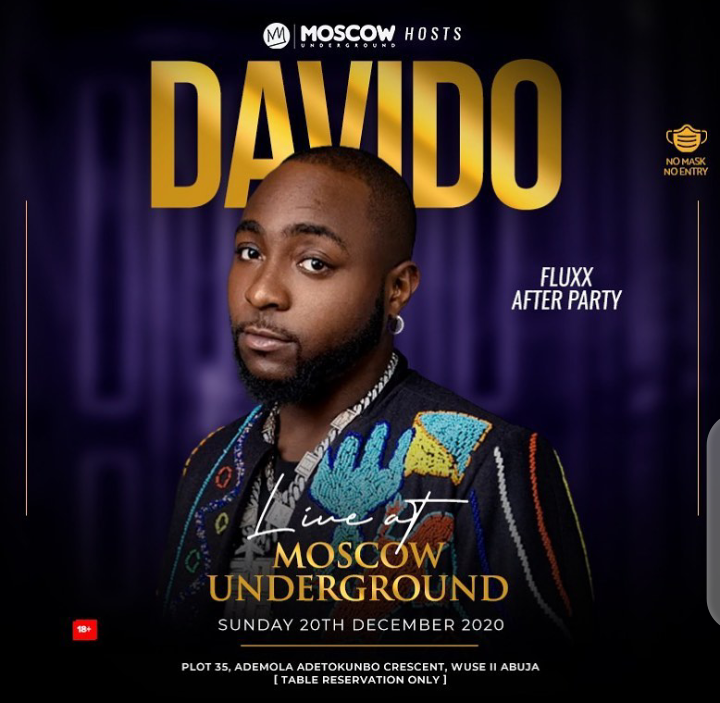 MOSCOW HOSTS
UNDERGROUND
DAVIDO
NO MASK
NO ENTRY
FLUXX
AFTER PARTY
Live at
MOSCOW
UNDERGROUND
18+
SUNDAY 20TH DECEMBER 2020
PLOT 35, ADEMOLA ADETOKUNBO CRESCENT, WUSE II ABUJA
[ TABLE RESERVATION ONLY ]